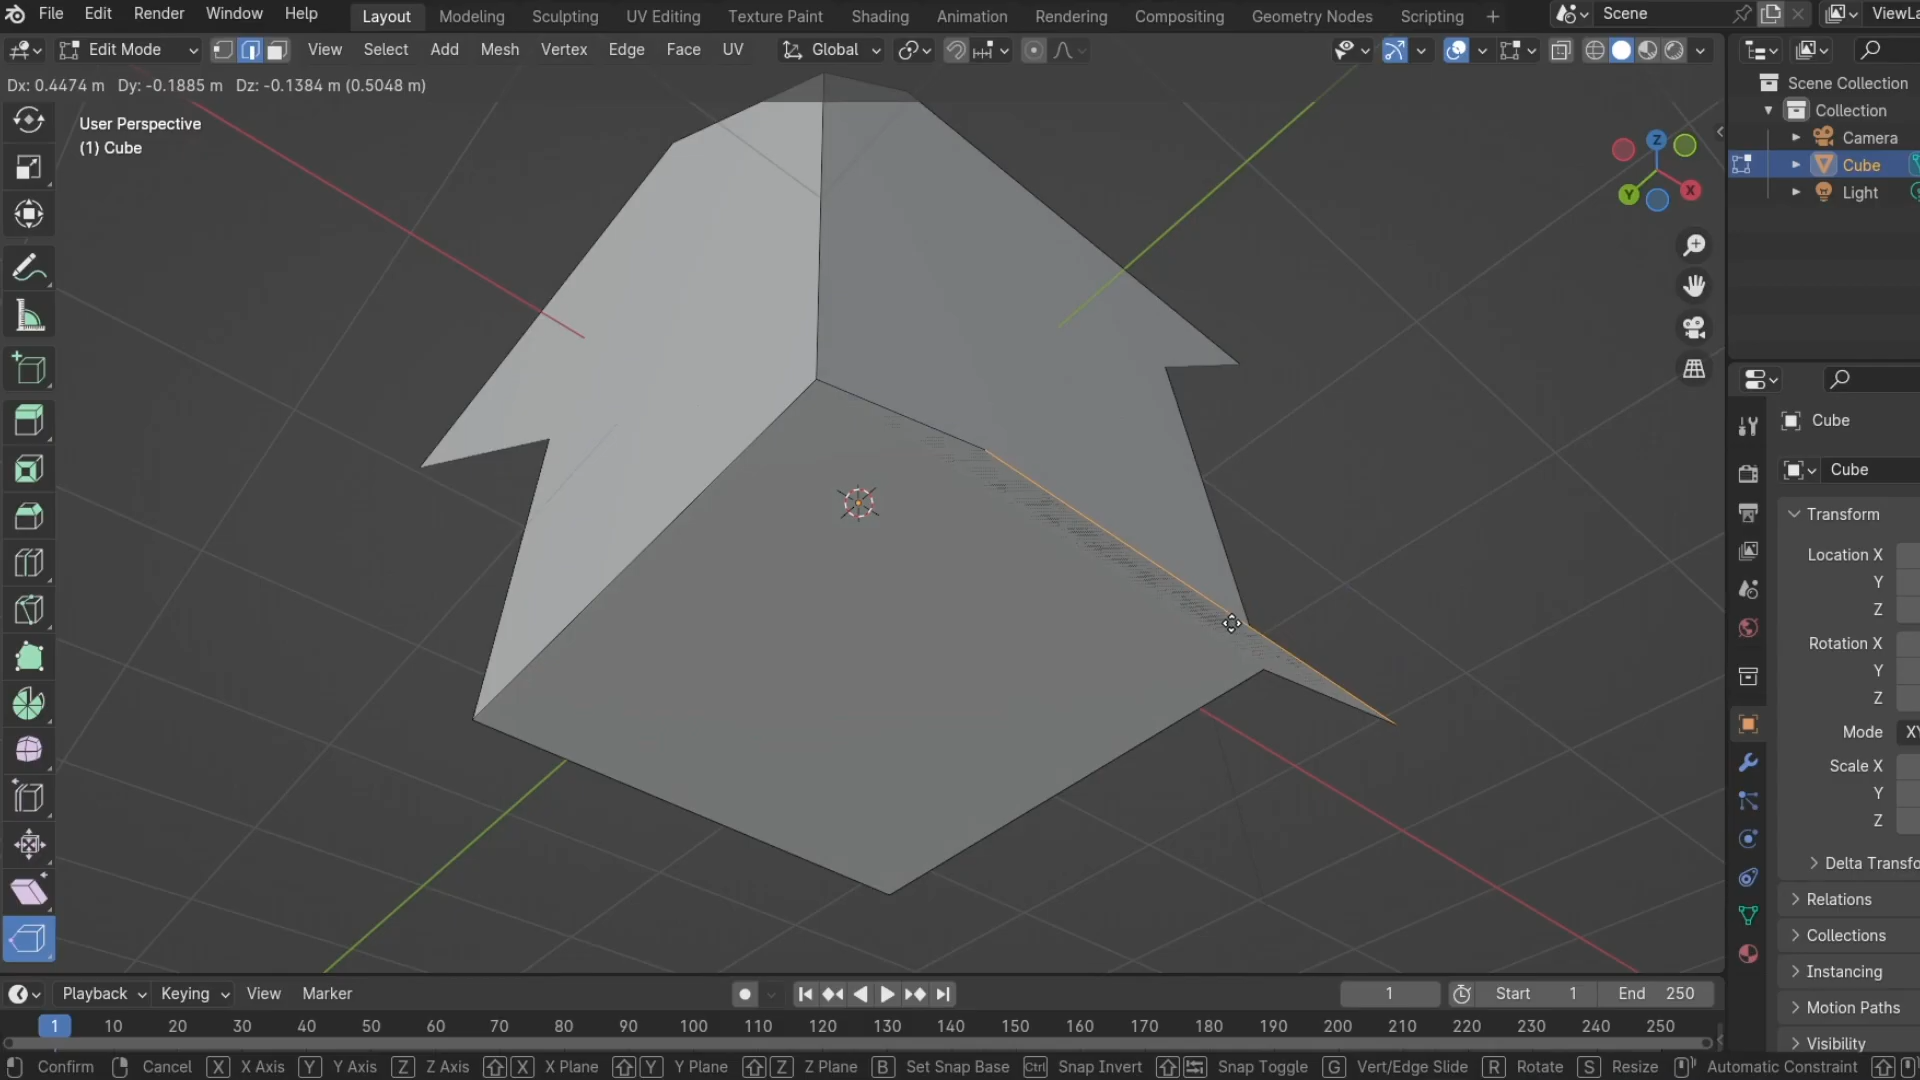 File Edit Render Window Help Layout Modeling Sculpting UV Editing Texture Paint Shading Animation Rendering Compositing Geometry Nodes Scripting + Scene ViewLa
Edit Mode View Select Add Mesh Vertex Edge Face UV Global
Dx: 0.4474 m Dy: -0.1885 m Dz: -0.1384 m (0.5048 m)
User Perspective
(1) Cube
Z
Y
X
Scene Collection
Collection
Camera
Cube
Light
Cube
Cube
Transform
Location X
Y
Z
Rotation X
Y
Z
Mode XY
Scale X
Y
Z
Delta Transfo
Relations
Collections
Instancing
Motion Paths
Visibility
Playback Keying View Marker 1 Start 1 End 250
1 10 20 30 40 50 60 70 80 90 100 110 120 130 140 150 160 170 180 190 200 210 220 230 240 250
Confirm Cancel X X Axis Y Y Axis Z Z Axis X X Plane Y Y Plane Z Z Plane B Set Snap Base Ctrl Snap Invert Snap Toggle G Vert/Edge Slide R Rotate S Resize Automatic Constraint